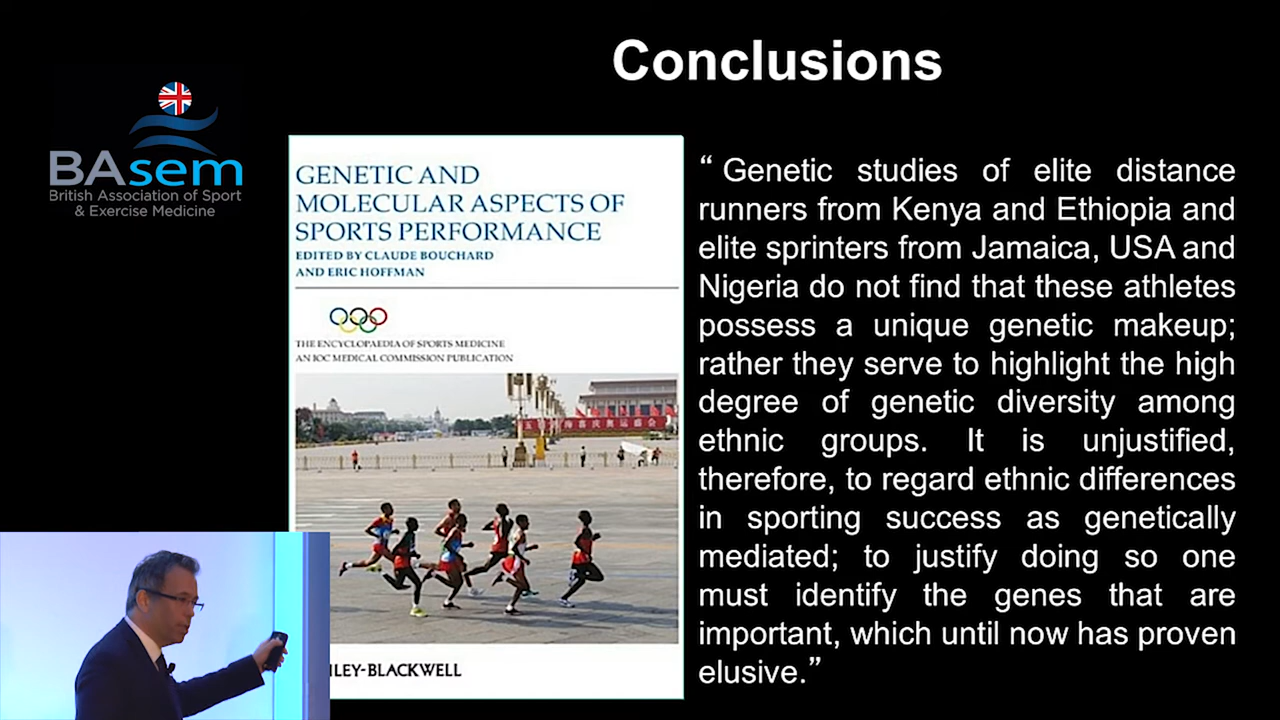 Conclusions
BAsem
British Association of Sport
& Exercise Medicine
GENETIC AND
MOLECULAR ASPECTS OF
SPORTS PERFORMANCE
EDITED BY CLAUDE BOUCHARD
AND ERIC HOFFMAN
THE ENCYCLOPAEDIA OF SPORTS MEDICINE
AN IOC MEDICAL COMMISSION PUBLICATION
ILEY-BLACKWELL
“ Genetic studies of elite distance
runners from Kenya and Ethiopia and
elite sprinters from Jamaica, USA and
Nigeria do not find that these athletes
possess a unique genetic makeup;
rather they serve to highlight the high
degree of genetic diversity among
ethnic groups. It is unjustified,
therefore, to regard ethnic differences
in sporting success as genetically
mediated; to justify doing so one
must identify the genes that are
important, which until now has proven
elusive.”